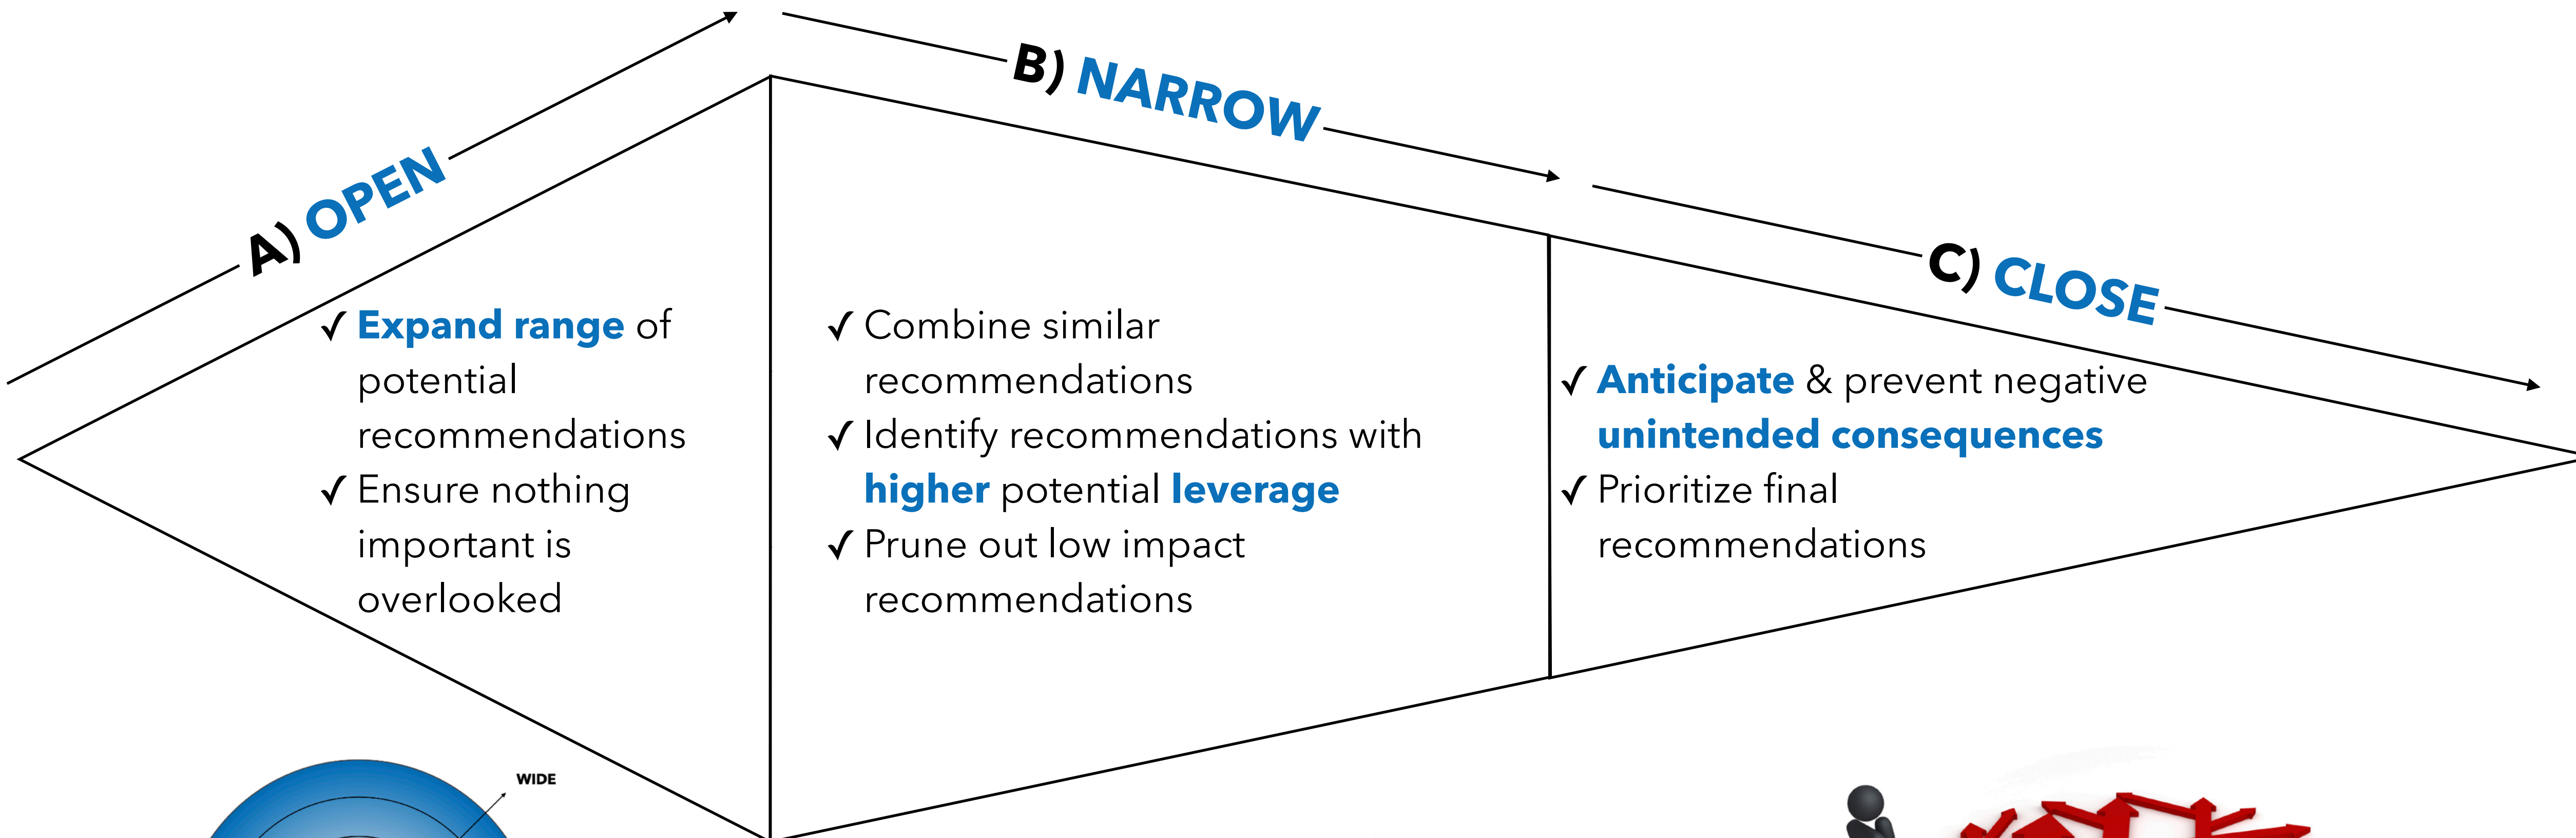 A) OPEN
B) NARROW
C) CLOSE
✓ Expand range of
potential
recommendations
✓ Ensure nothing
important is
overlooked
✓ Combine similar
recommendations
✓ Identify recommendations with
higher potential leverage
✓ Prune out low impact
recommendations
✓ Anticipate & prevent negative
unintended consequences
✓ Prioritize final
recommendations
WIDE